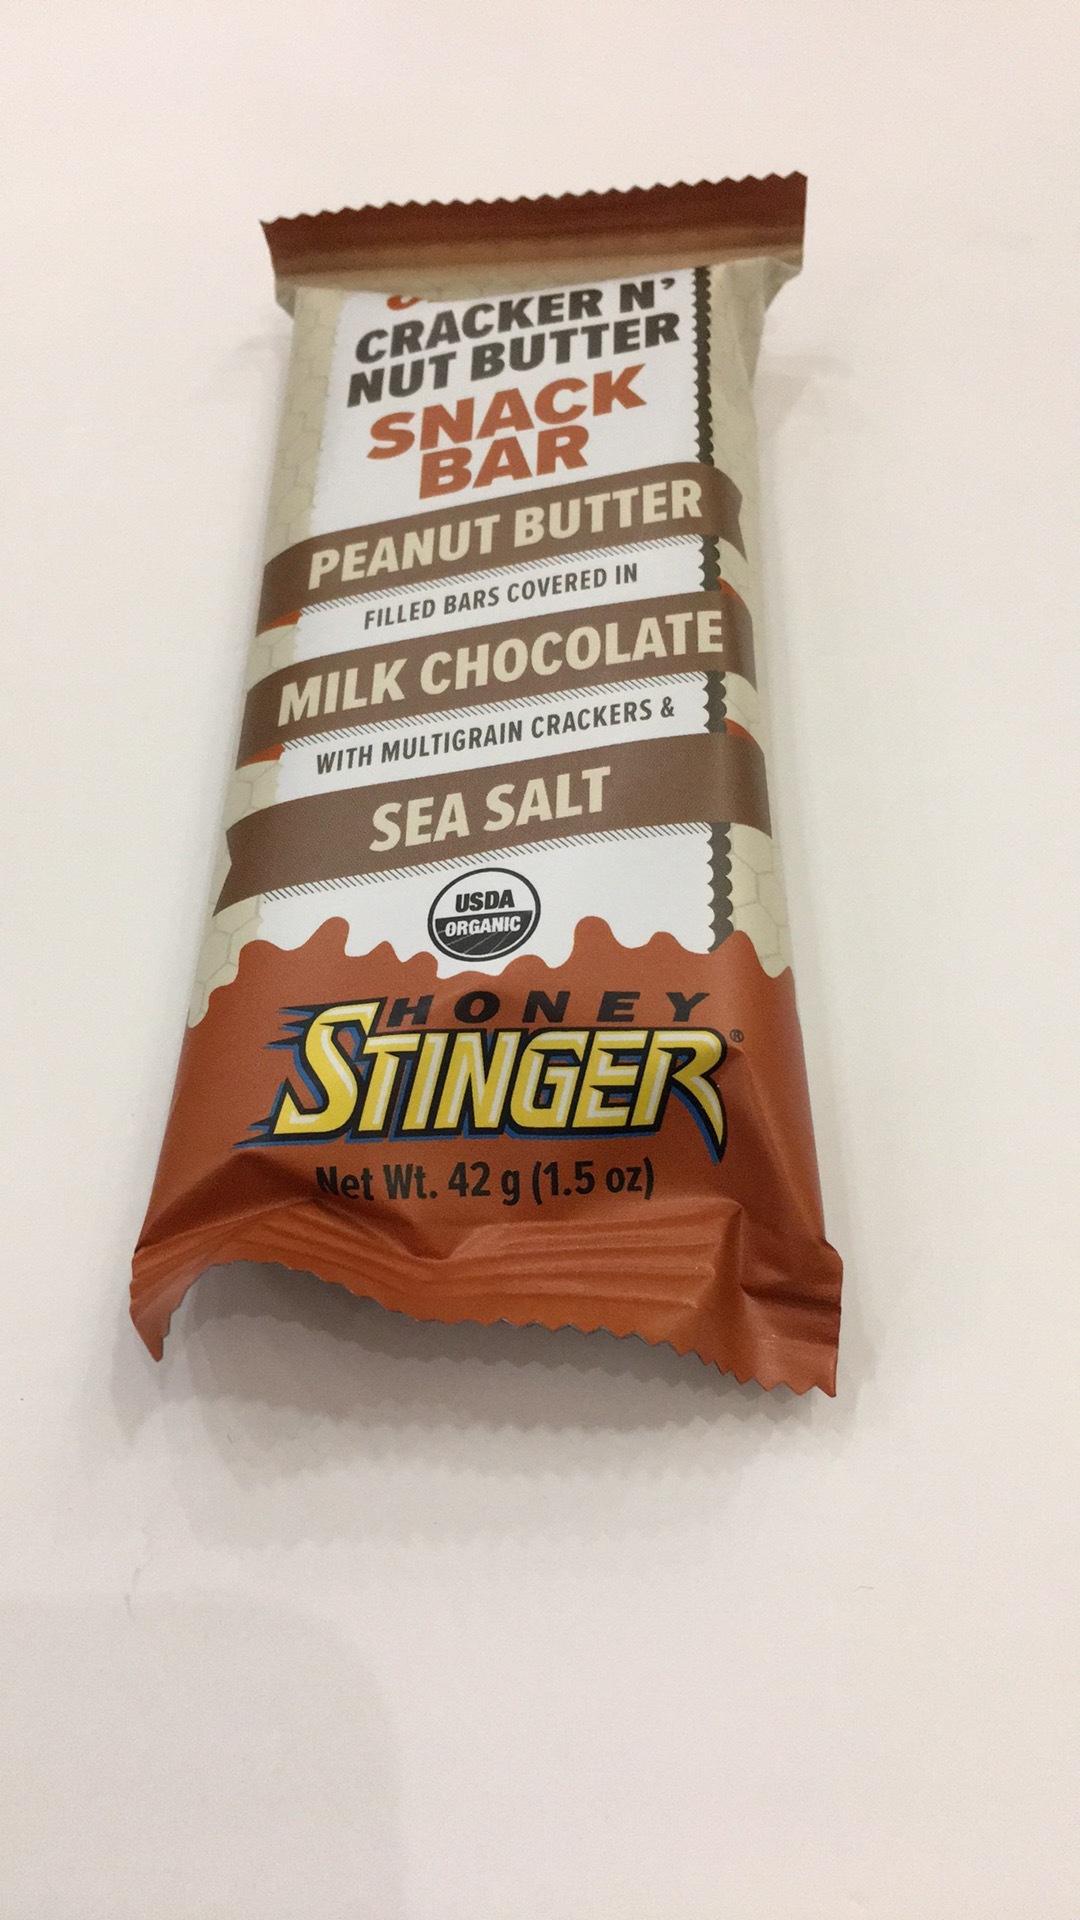 CRACKER N'
NUT BUTTER
SNACK
BAR
PEANUT BUTTER
FILLED BARS COVERED IN
MILK CHOCOLATE
WITH MULTIGRAIN CRACKERS &
SEA SALT
USDA
ORGANIC
HONEY
STINGER®
Net Wt. 42 g (1.5 oz)